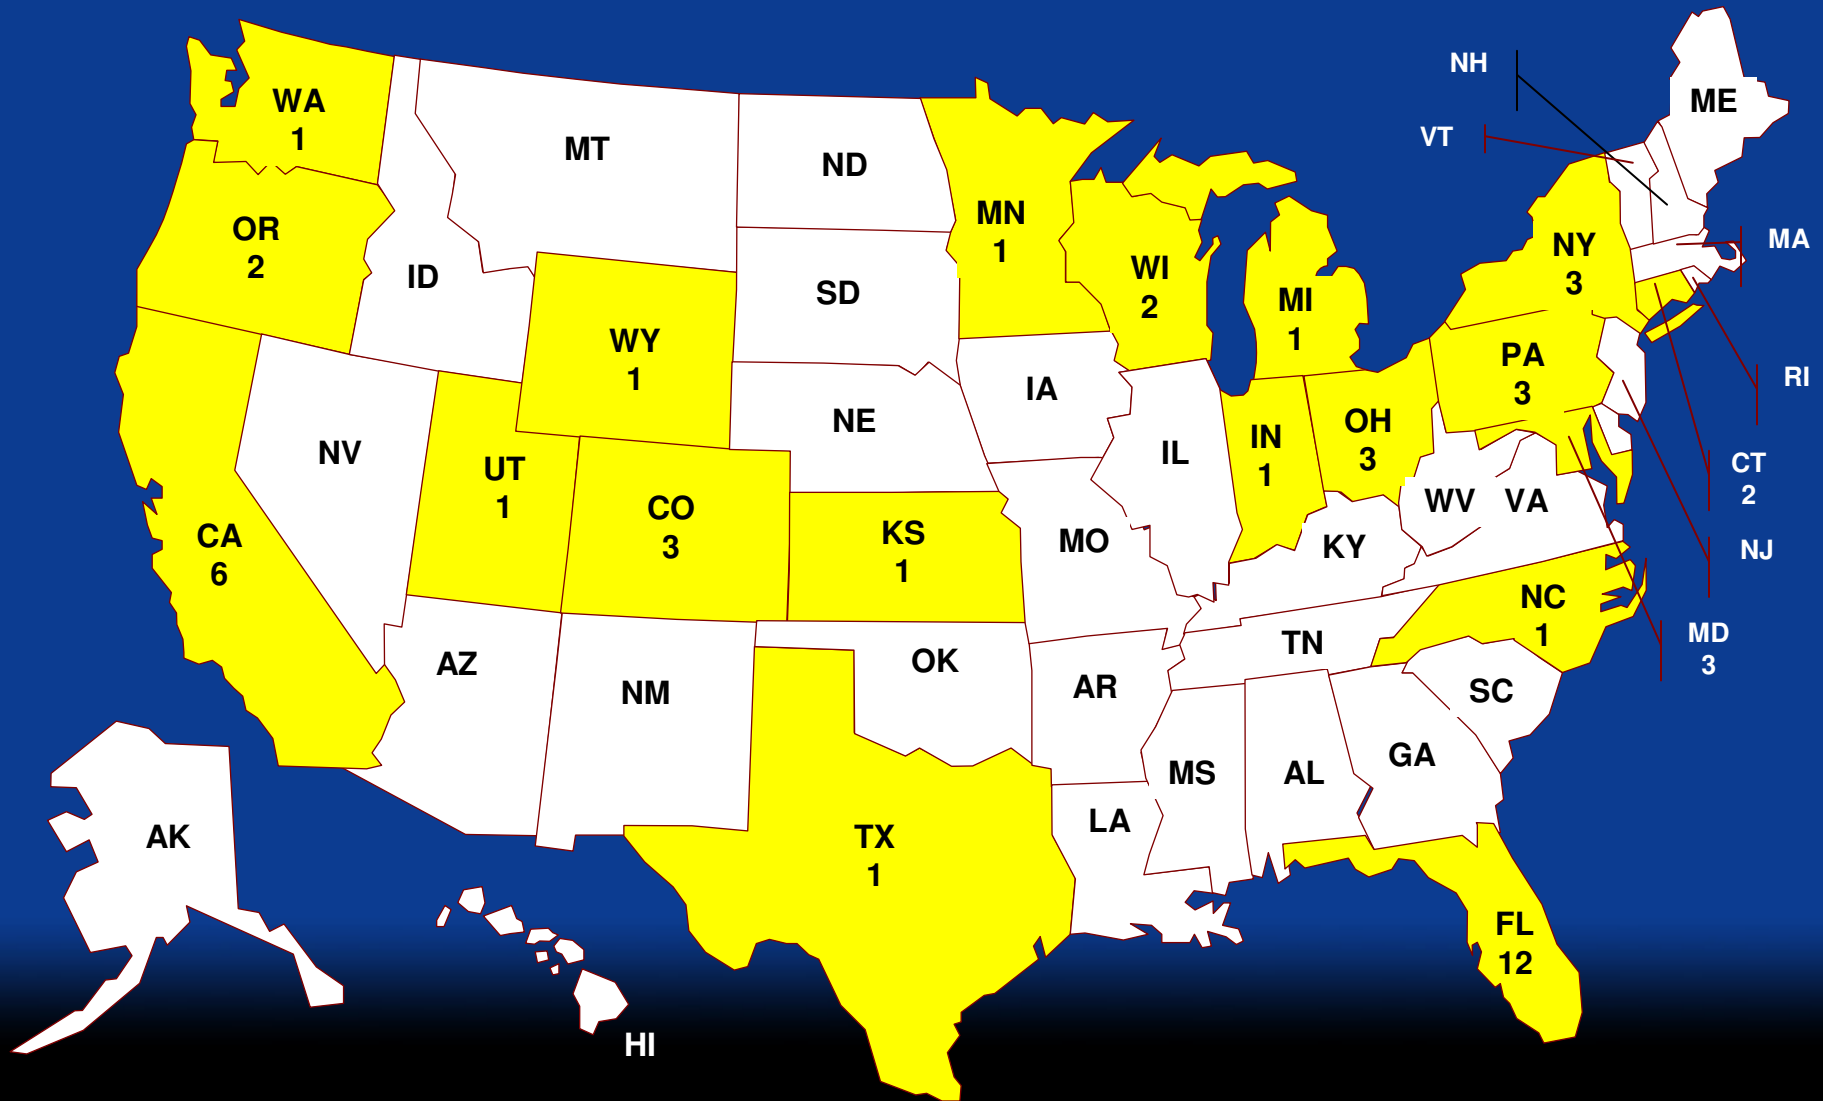 NH
ME
WA
1
VT
MT
ND
MN
1
OR
2
NY
3
MA
WI
2
ID
SD
MI
1
WY
1
PA
3
RI
IA
NE
OH
3
IN
1
NV
IL
UT
1
CT
2
WV
VA
CO
3
KS
1
CA
6
MO
KY
NJ
NC
1
MD
3
TN
AZ
OK
NM
AR
SC
GA
MS
AL
LA
AK
TX
1
FL
12
HI